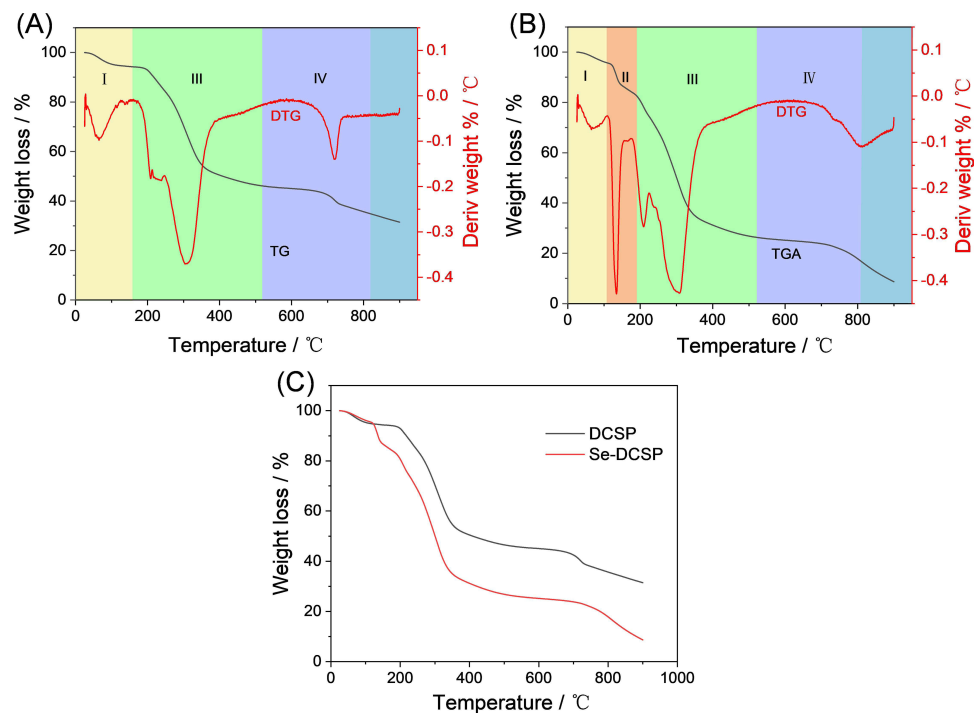 (A)
Weight loss / %
100
80
60
40
20
0
I
III
IV
DTG
TG
0.1
0.0
-0.1
-0.2
-0.3
-0.4
Deriv weight % / ℃
0 200 400 600 800
Temperature / ℃
(B)
Weight loss / %
100
80
60
40
20
0
I
II
III
IV
DTG
TGA
0.1
0.0
-0.1
-0.2
-0.3
-0.4
Deriv weight % / ℃
0 200 400 600 800
Temperature / ℃
(C)
Weight loss / %
100
80
60
40
20
0
DCSP
Se-DCSP
0 200 400 600 800 1000
Temperature / ℃